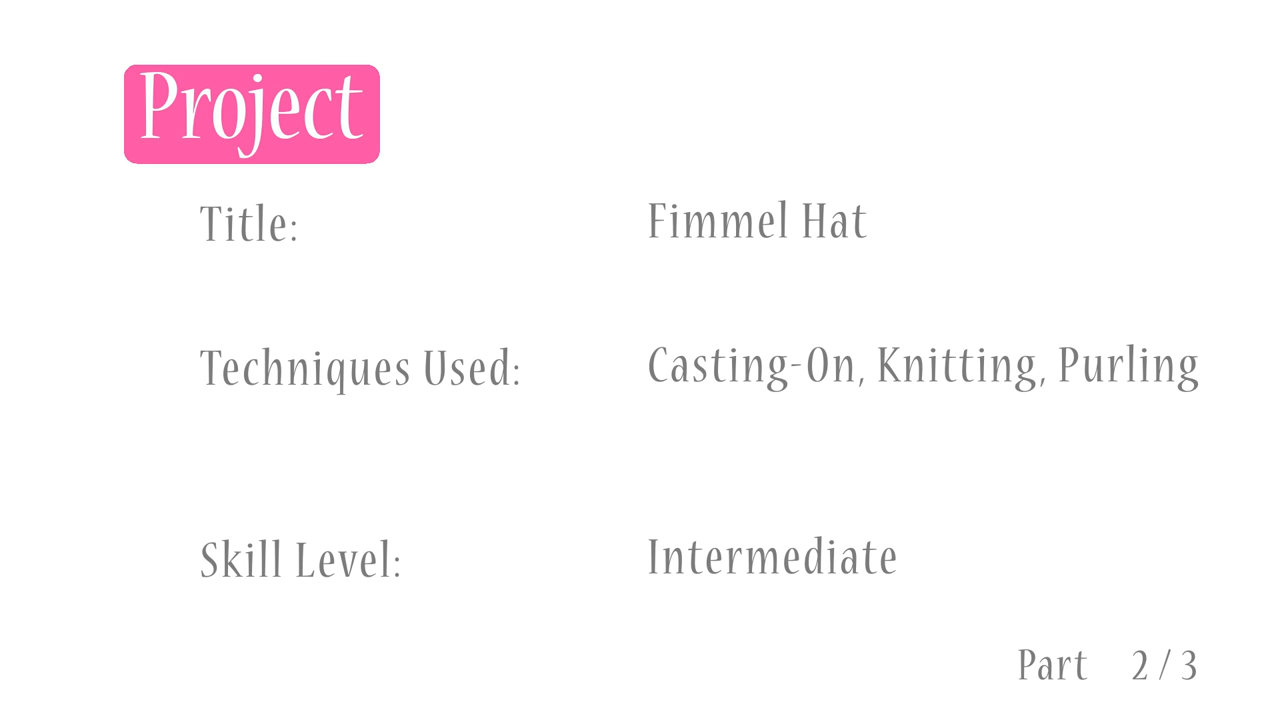 Project
Title: Fimmel Hat
Techniques Used: Casting-On, Knitting, Purling
Skill Level: Intermediate
Part 2 / 3